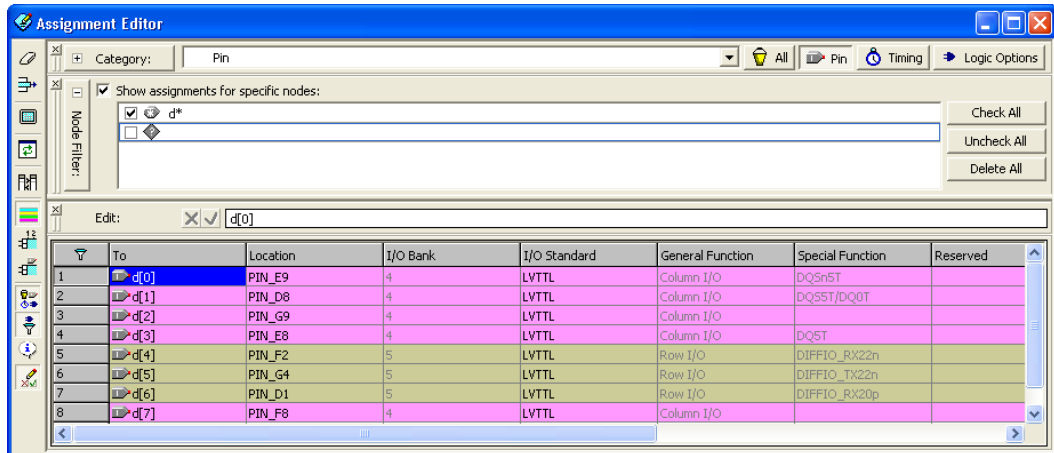 Assignment Editor
Category: Pin All Pin Timing Logic Options
Show assignments for specific nodes:
Node Filter:
d*
Check All
Uncheck All
Delete All
Edit: d[0]
To Location I/O Bank I/O Standard General Function Special Function Reserved
1 d[0] PIN_E9 4 LVTTL Column I/O DQSn5T
2 d[1] PIN_D8 4 LVTTL Column I/O DQS5T/DQ0T
3 d[2] PIN_G9 4 LVTTL Column I/O
4 d[3] PIN_E8 4 LVTTL Column I/O DQ5T
5 d[4] PIN_F2 5 LVTTL Row I/O DIFFIO_RX22n
6 d[5] PIN_G4 5 LVTTL Row I/O DIFFIO_TX22n
7 d[6] PIN_D1 5 LVTTL Row I/O DIFFIO_RX20p
8 d[7] PIN_F8 4 LVTTL Column I/O